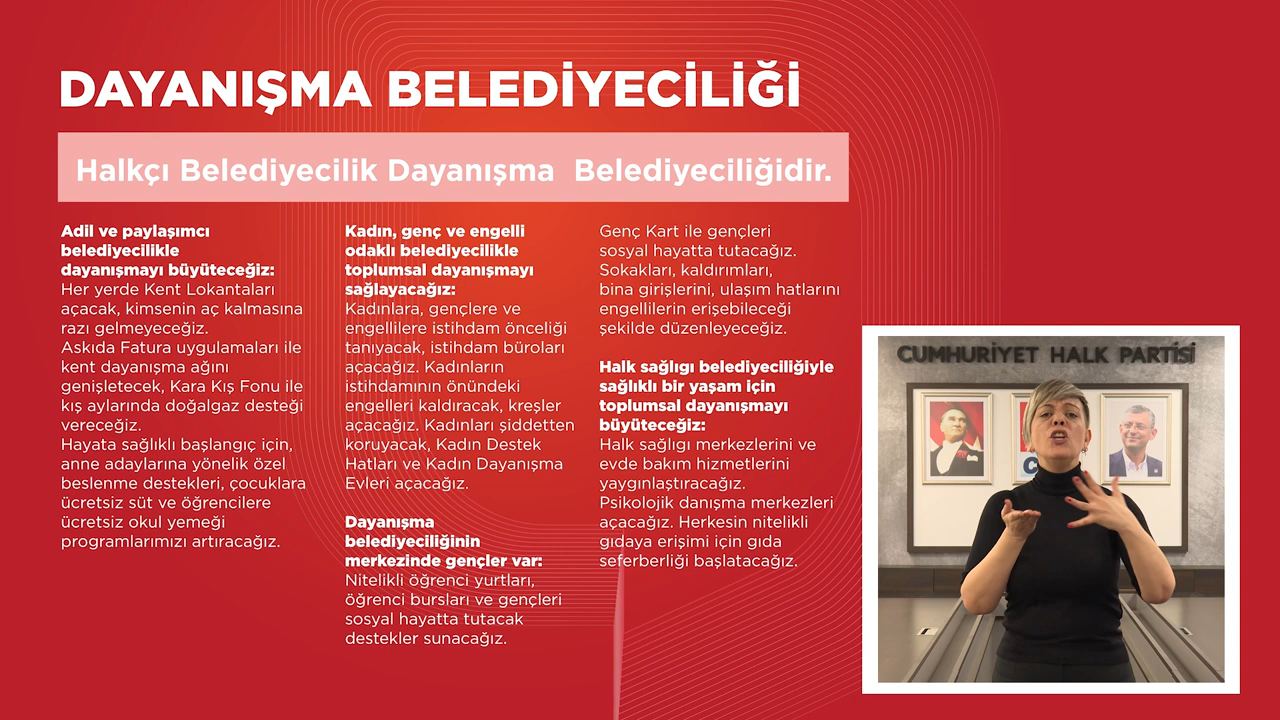 DAYANIŞMA BELEDİYECİLİĞİ
Halkçı Belediyecilik Dayanışma Belediyeciliğidir.
Adil ve paylaşımcı
belediyecilikle
dayanışmayı büyüteceğiz:
Her yerde Kent Lokantaları
açacak, kimsenin aç kalmasına
razı gelmeyeceğiz.
Askıda Fatura uygulamaları ile
kent dayanışma ağını
genişletecek, Kara Kış Fonu ile
kış aylarında doğalgaz desteği
vereceğiz.
Hayata sağlıklı başlangıç için,
anne adaylarına yönelik özel
beslenme destekleri, çocuklara
ücretsiz süt ve öğrencilere
ücretsiz okul yemeği
programlarımızı artıracağız.
Kadın, genç ve engelli
odaklı belediyecilikle
toplumsal dayanışmayı
sağlayacağız:
Kadınlara, gençlere ve
engellilere istihdam önceliği
tanıyacak, istihdam büroları
açacağız. Kadınların
istihdamının önündeki
engelleri kaldıracak, kreşler
açacağız. Kadınları şiddetten
koruyacak, Kadın Destek
Hatları ve Kadın Dayanışma
Evleri açacağız.
Dayanışma
belediyeciliğinin
merkezinde gençler var:
Nitelikli öğrenci yurtları,
öğrenci bursları ve gençleri
sosyal hayatta tutacak
destekler sunacağız.
Genç Kart ile gençleri
sosyal hayatta tutacağız.
Sokakları, kaldırımları,
bina girişlerini, ulaşım hatlarını
engellilerin erişebileceği
şekilde düzenleyeceğiz.
Halk sağlıgı belediyeciliğiyle
sağlıklı bir yaşam için
toplumsal dayanışmayı
büyüteceğiz:
Halk sağlıgı merkezlerini ve
evde bakım hizmetlerini
yaygınlaştıracağız.
Psikolojik danışma merkezleri
açacağız. Herkesin nitelikli
gıdaya erişimi için gıda
seferberliği başlatacağız.
CUMHURİYET HALK PARTİSİ